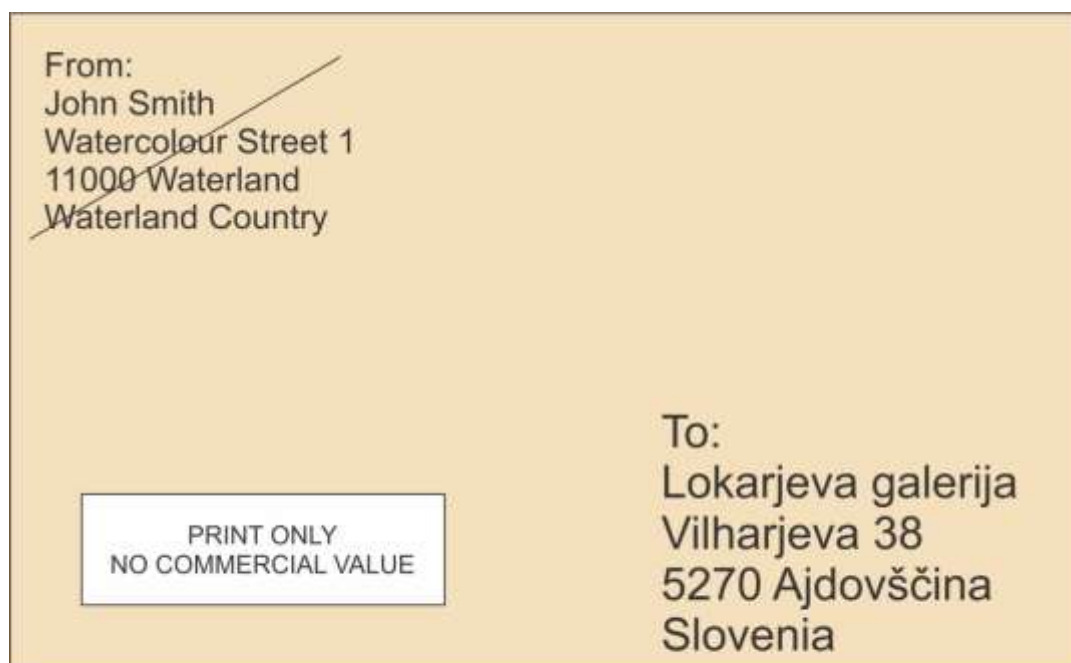 From:
John Smith
Watercolour Street 1
11000 Waterland
Waterland Country
PRINT ONLY
NO COMMERCIAL VALUE
To:
Lokarjeva galerija
Vilharjeva 38
5270 Ajdovščina
Slovenia